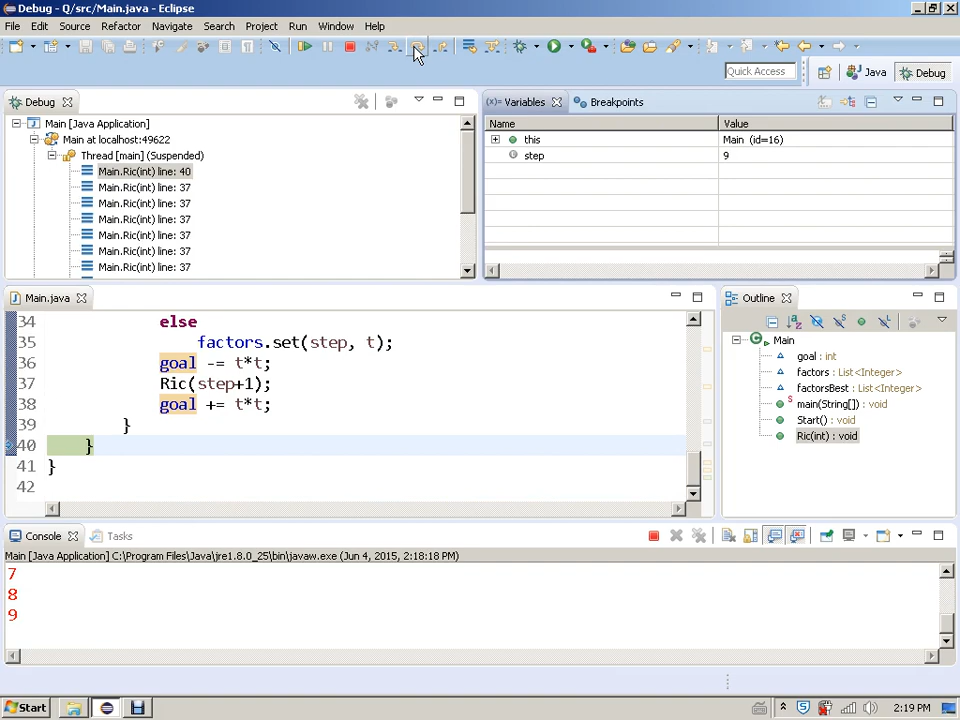 Debug - Q/src/Main.java - Eclipse
File Edit Source Refactor Navigate Search Project Run Window Help
Quick Access
Java
Debug
Debug
Main [Java Application]
Main at localhost:49622
Thread [main] (Suspended)
Main.Ric(int) line: 40
Main.Ric(int) line: 37
Main.Ric(int) line: 37
Main.Ric(int) line: 37
Main.Ric(int) line: 37
Main.Ric(int) line: 37
Main.Ric(int) line: 37
(x)= Variables
Breakpoints
Name Value
this Main (id=16)
step 9
Main.java
34 else
35 factors.set(step, t);
36 goal -= t*t;
37 Ric(step+1);
38 goal += t*t;
39 }
40 }
41 }
42
Outline
Main
goal : int
factors : List<Integer>
factorsBest : List<Integer>
main(String[]) : void
Start() : void
Ric(int) : void
Console
Tasks
Main [Java Application] C:\Program Files\Java\jre1.8.0_25\bin\javaw.exe (Jun 4, 2015, 2:18:18 PM)
7
8
9
Start
2:19 PM